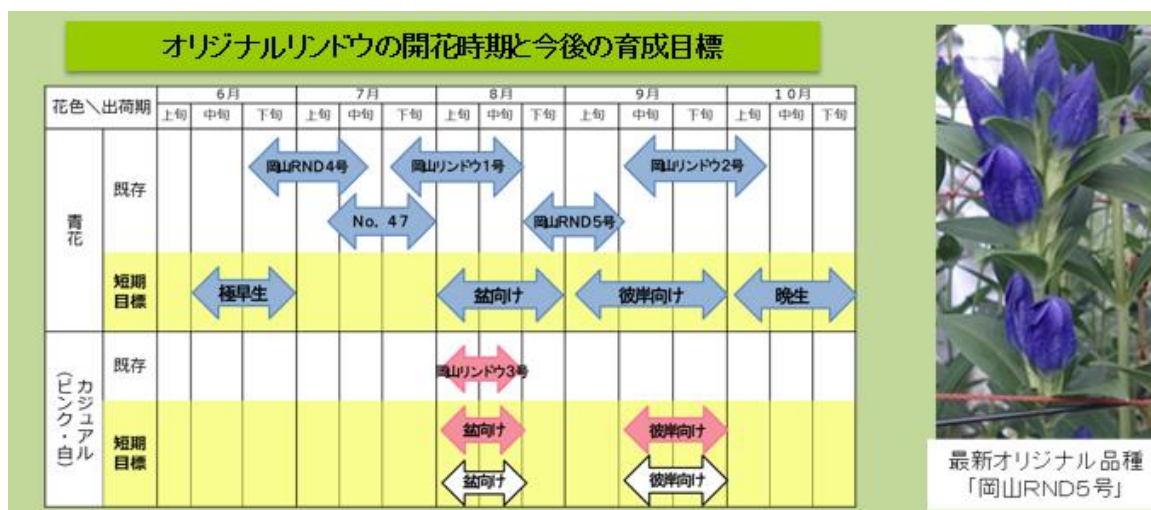 オリジナルリンドウの開花時期と今後の育成目標
花色＼出荷期
6月 7月 8月 9月 10月
上旬 中旬 下旬 上旬 中旬 下旬 上旬 中旬 下旬 上旬 中旬 下旬 上旬 中旬 下旬
青花
既存
岡山RND4号 岡山リンドウ1号 岡山リンドウ2号
No．47 岡山RND5号
短期
目標
極早生 盆向け 彼岸向け 晩生
カジュアル
（ピンク・白）
既存
岡山リンドウ3号
短期
目標
盆向け 彼岸向け
盆向け 彼岸向け
最新オリジナル品種
「岡山RND5号」